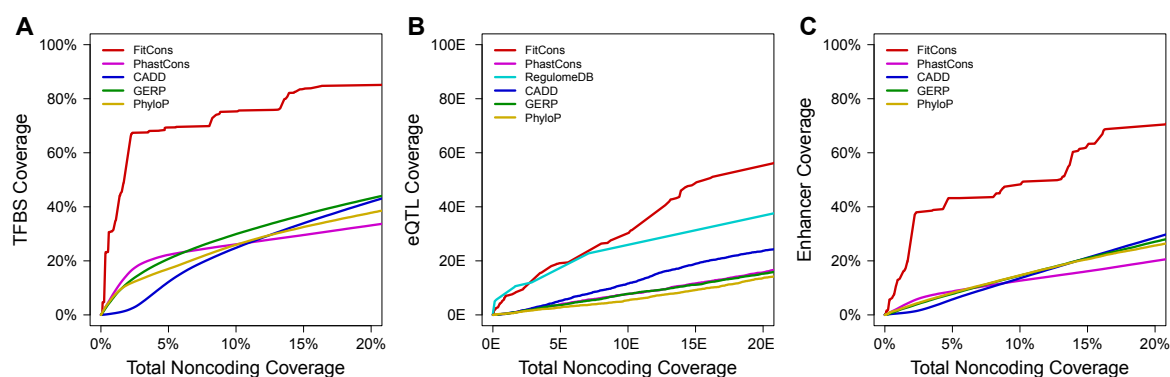 A
TFBS Coverage
100%
80%
60%
40%
20%
0%
FitCons
PhastCons
CADD
GERP
PhyloP
0%
5%
10%
15%
20%
Total Noncoding Coverage
B
eQTL Coverage
100E
80E
60E
40E
20E
0E
FitCons
PhastCons
RegulomeDB
CADD
GERP
PhyloP
0E
5E
10E
15E
20E
Total Noncoding Coverage
C
Enhancer Coverage
100%
80%
60%
40%
20%
0%
FitCons
PhastCons
CADD
GERP
PhyloP
0%
5%
10%
15%
20%
Total Noncoding Coverage